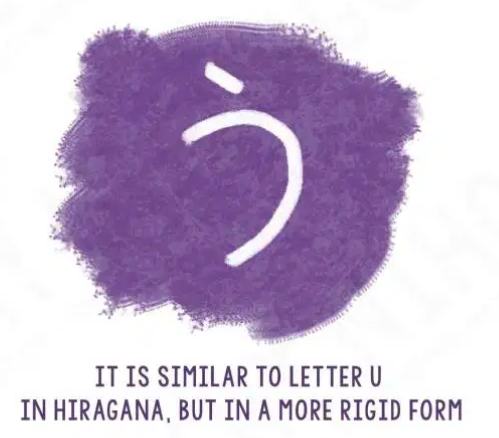 う
IT IS SIMILAR TO LETTER U
IN HIRAGANA, BUT IN A MORE RIGID FORM